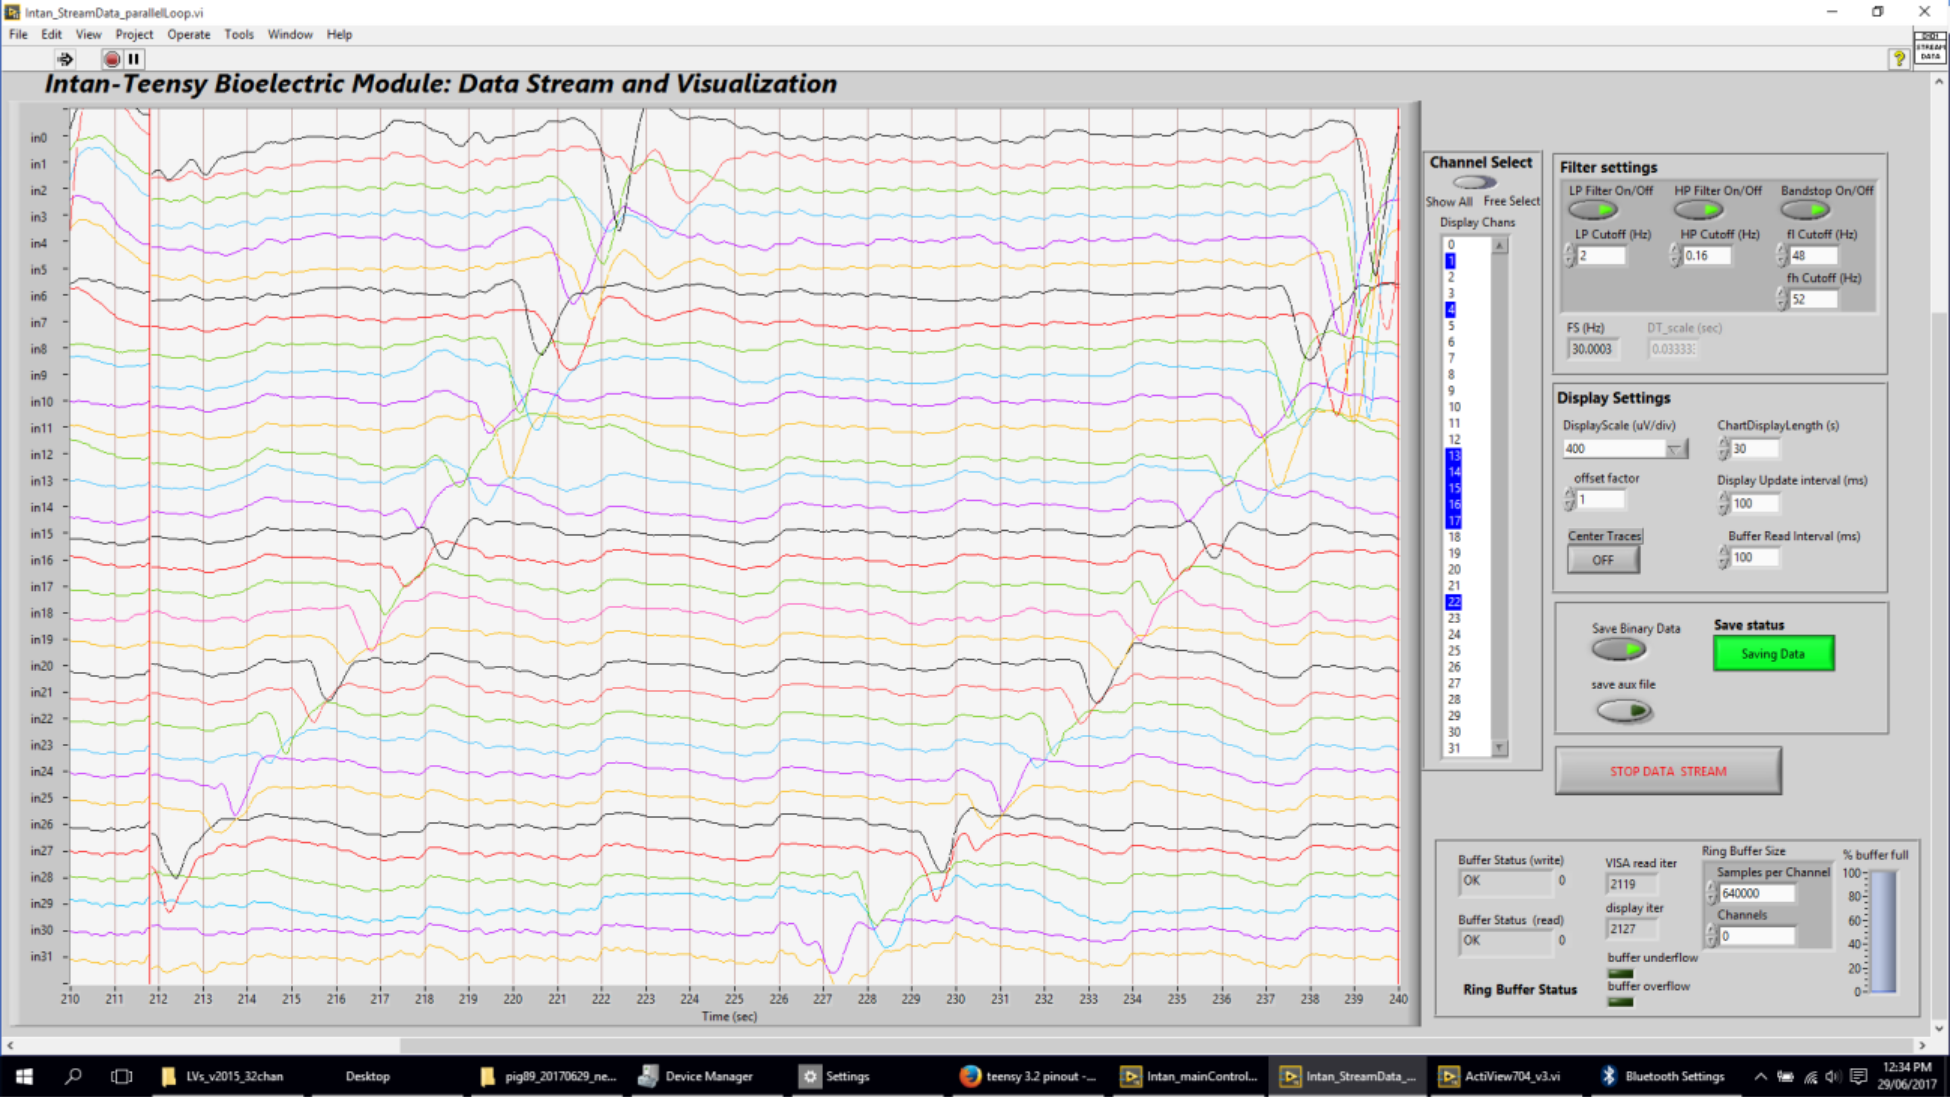 Intan_StreamData_parallelLoop.vi
File Edit View Project Operate Tools Window Help
STREAM
DATA
Intan-Teensy Bioelectric Module: Data Stream and Visualization
in0
in1
in2
in3
in4
in5
in6
in7
in8
in9
in10
in11
in12
in13
in14
in15
in16
in17
in18
in19
in20
in21
in22
in23
in24
in25
in26
in27
in28
in29
in30
in31
210 211 212 213 214 215 216 217 218 219 220 221 222 223 224 225 226 227 228 229 230 231 232 233 234 235 236 237 238 239 240
Time (sec)
Channel Select
Show All Free Select
Display Chans
0
1
2
3
4
5
6
7
8
9
10
11
12
13
14
15
16
17
18
19
20
21
22
23
24
25
26
27
28
29
30
31
Filter settings
LP Filter On/Off HP Filter On/Off Bandstop On/Off
LP Cutoff (Hz) HP Cutoff (Hz) fl Cutoff (Hz)
2 0.16 48
fh Cutoff (Hz)
52
FS (Hz) DT_scale (sec)
30.0003 0.03333
Display Settings
DisplayScale (uV/div) ChartDisplayLength (s)
400 30
offset factor Display Update interval (ms)
1 100
Center Traces Buffer Read Interval (ms)
OFF 100
Save Binary Data Save status
Saving Data
save aux file
STOP DATA STREAM
Buffer Status (write) VISA read iter Ring Buffer Size % buffer full
OK 0 2119 Samples per Channel 100
640000 80
Buffer Status (read) display iter Channels 60
OK 0 2127 0 40
buffer underflow 20
Ring Buffer Status buffer overflow 0
LVs_v2015_32chan Desktop pig89_20170629_ne... Device Manager Settings teensy 3.2 pinout -... Intan_mainControl... Intan_StreamData_... ActiView704_v3.vi Bluetooth Settings 12:34 PM
29/06/2017